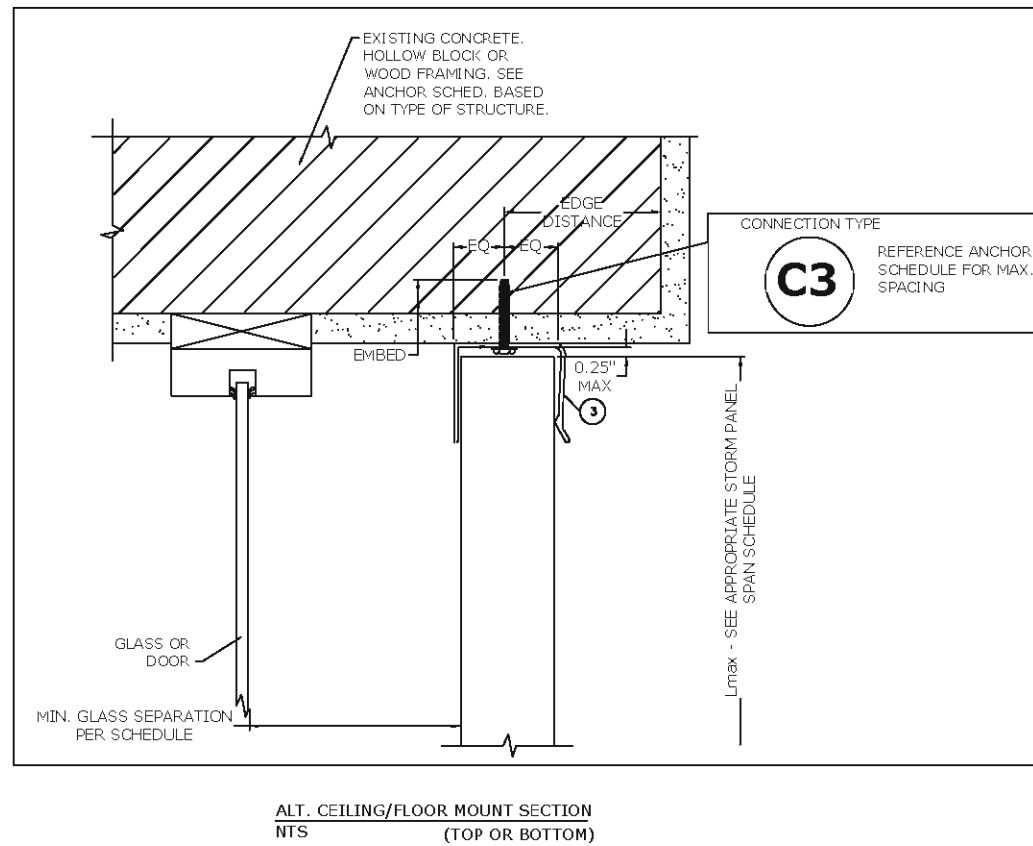 EXISTING CONCRETE.
HOLLOW BLOCK OR
WOOD FRAMING. SEE
ANCHOR SCHED. BASED
ON TYPE OF STRUCTURE.
EDGE
DISTANCE
EQ
EQ
CONNECTION TYPE
C3
REFERENCE ANCHOR
SCHEDULE FOR MAX.
SPACING
EMBED
0.25"
MAX
3
Lmax - SEE APPROPRIATE STORM PANEL
SPAN SCHEDULE
GLASS OR
DOOR
MIN. GLASS SEPARATION
PER SCHEDULE
ALT. CEILING/FLOOR MOUNT SECTION
NTS (TOP OR BOTTOM)